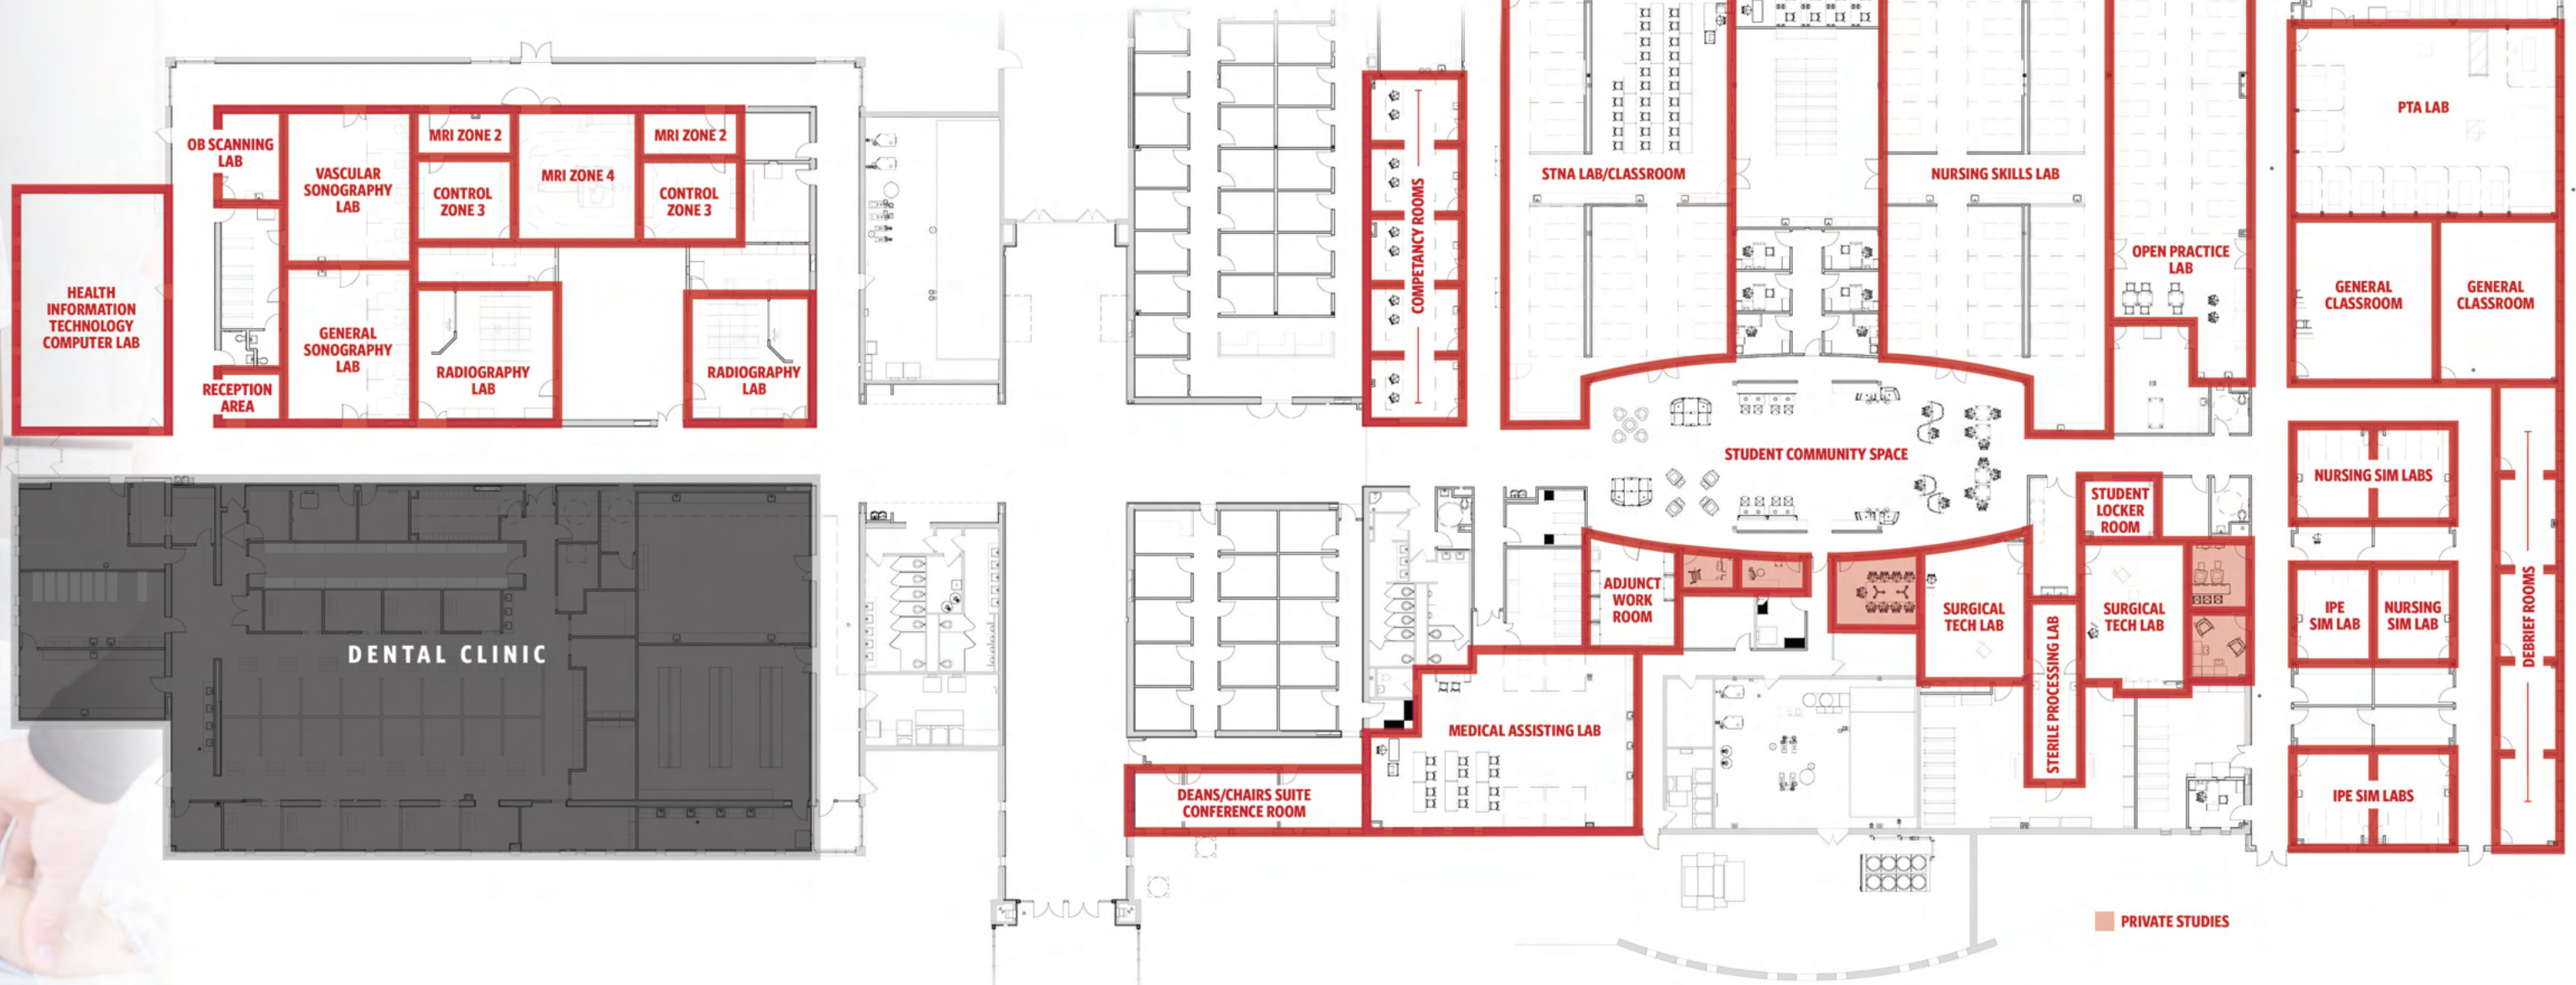 OB SCANNING
LAB
VASCULAR
SONOGRAPHY
LAB
MRI ZONE 2
CONTROL
ZONE 3
MRI ZONE 4
MRI ZONE 2
CONTROL
ZONE 3
HEALTH
INFORMATION
TECHNOLOGY
COMPUTER LAB
RECEPTION
AREA
GENERAL
SONOGRAPHY
LAB
RADIOGRAPHY
LAB
RADIOGRAPHY
LAB
DENTAL CLINIC
COMPETANCY ROOMS
STNA LAB/CLASSROOM
NURSING SKILLS LAB
OPEN PRACTICE
LAB
PTA LAB
GENERAL
CLASSROOM
GENERAL
CLASSROOM
STUDENT COMMUNITY SPACE
STUDENT
LOCKER
ROOM
NURSING SIM LABS
ADJUNCT
WORK
ROOM
SURGICAL
TECH LAB
STERILE PROCESSING LAB
SURGICAL
TECH LAB
IPE
SIM LAB
NURSING
SIM LAB
DEBRIEF ROOMS
MEDICAL ASSISTING LAB
DEANS/CHAIRS SUITE
CONFERENCE ROOM
IPE SIM LABS
PRIVATE STUDIES